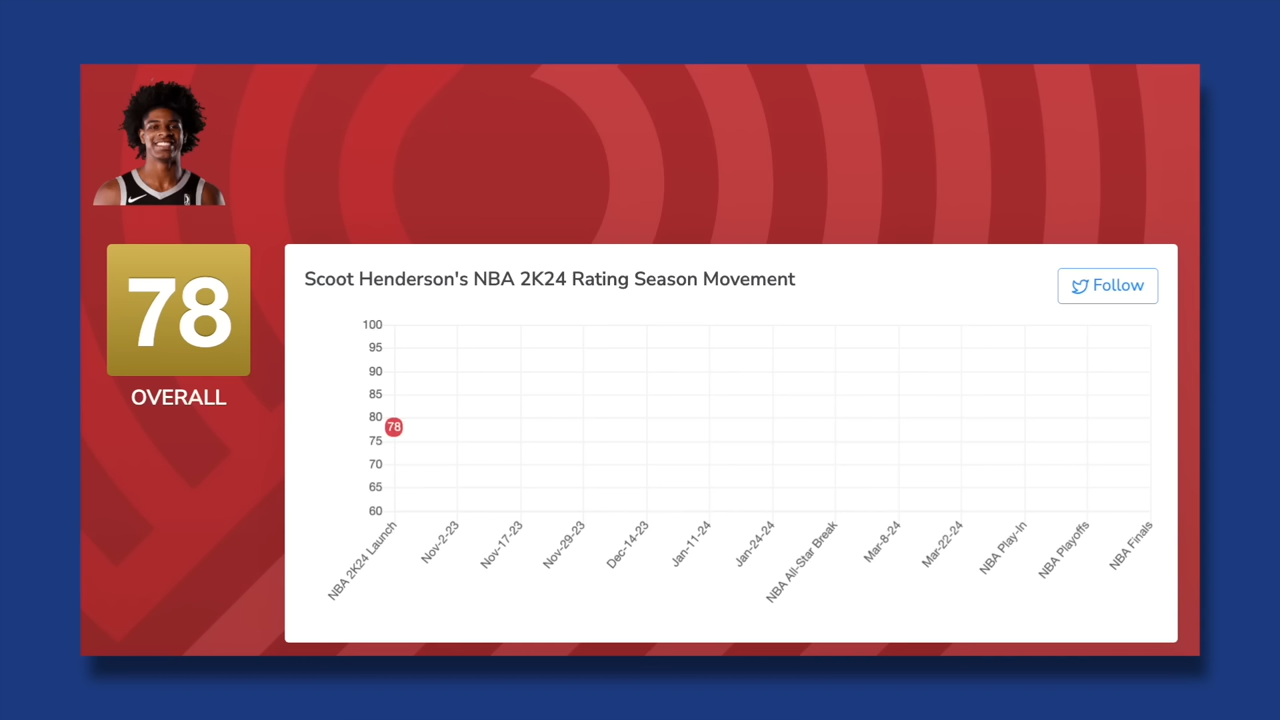 78
OVERALL
Scoot Henderson's NBA 2K24 Rating Season Movement
Follow
100
95
90
85
80
75
70
65
60
78
NBA 2K24 Launch
Nov-2-23
Nov-17-23
Nov-29-23
Dec-14-23
Jan-11-24
Jan-24-24
NBA All-Star Break
Mar-8-24
Mar-22-24
NBA Play-In
NBA Playoffs
NBA Finals